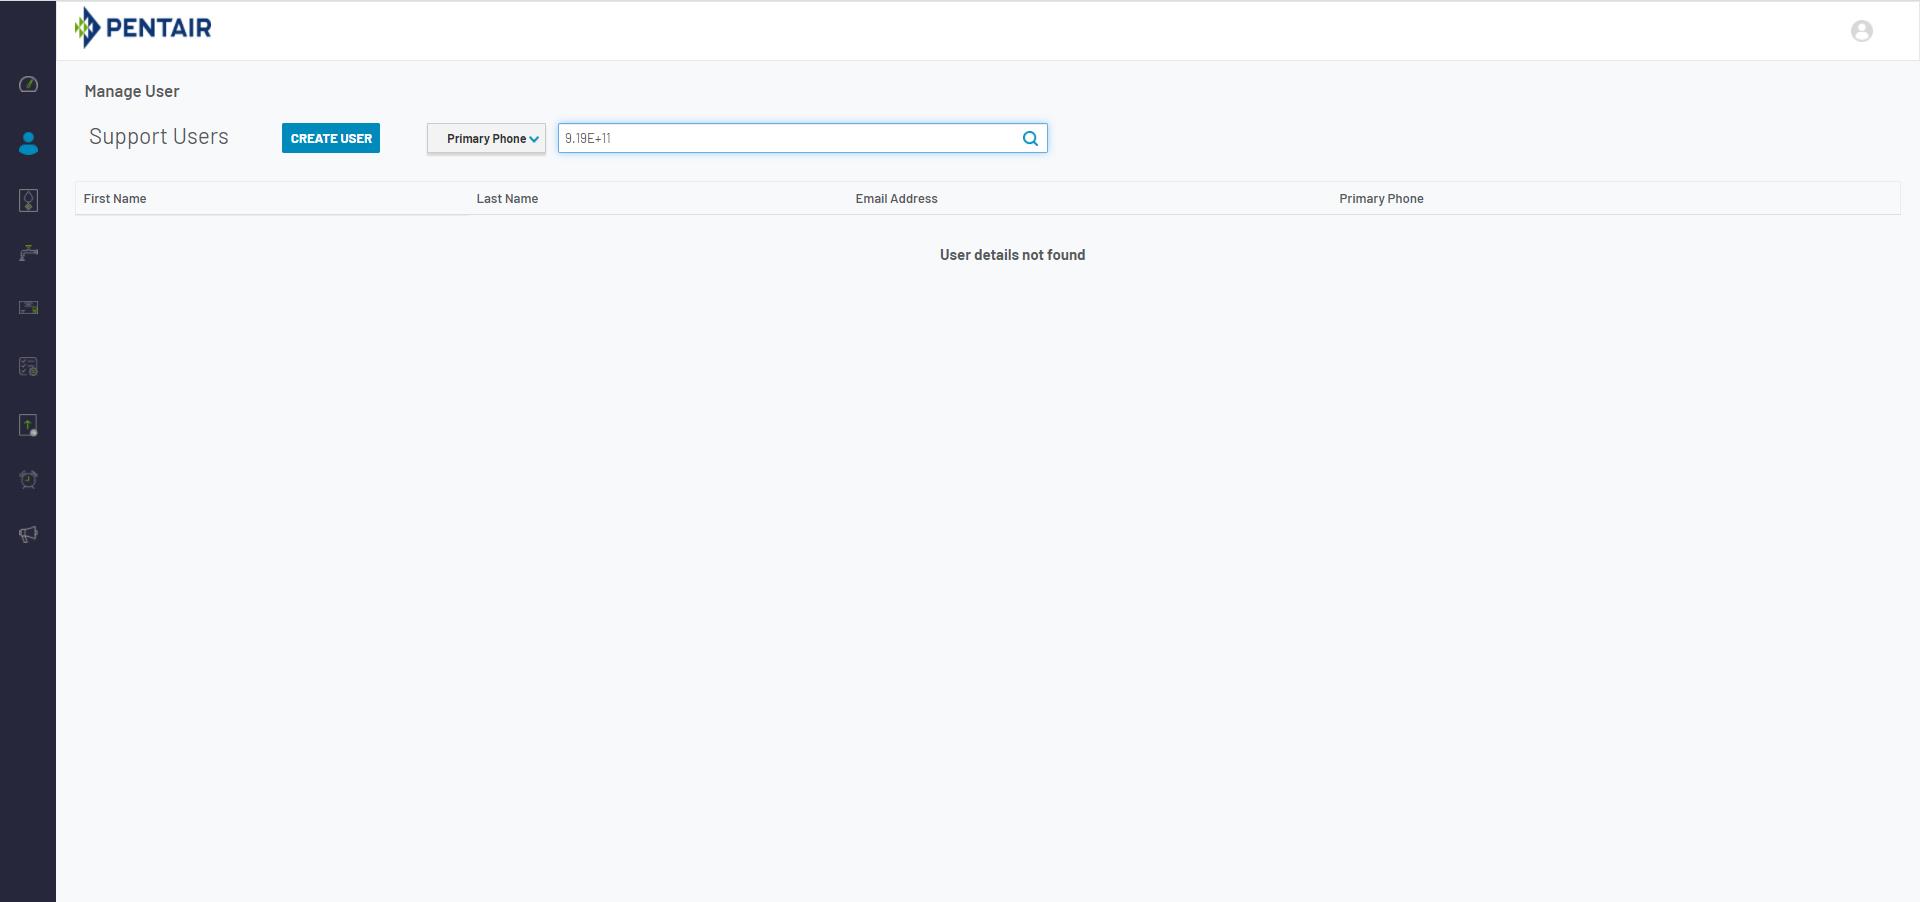 PENTAIR
Manage User
Support Users
CREATE USER
Primary Phone
9.19E+11
First Name Last Name Email Address Primary Phone
User details not found